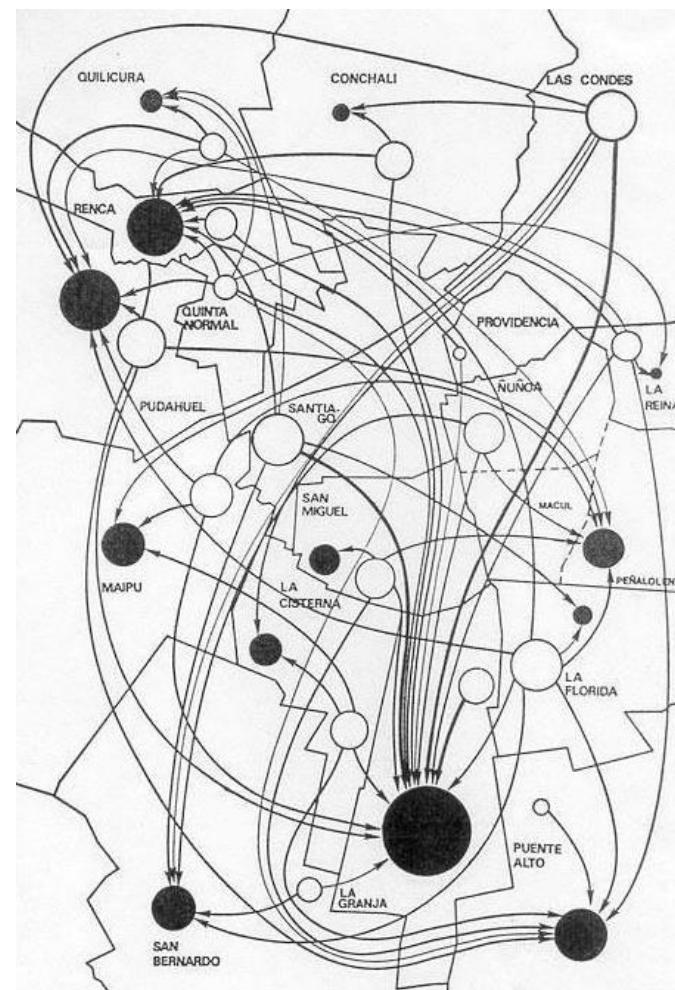 QUILICURA
CONCHALI
LAS CONDES
RENCA
QUINTA
NORMAL
PROVIDENCIA
ÑUÑOA
LA
REINA
PUDAHUEL
SANTIA-
GO
SAN
MIGUEL
MACUL
PEÑALOLEN
MAIPU
LA
CISTERNA
LA
FLORIDA
PUENTE
ALTO
LA
GRANJA
SAN
BERNARDO